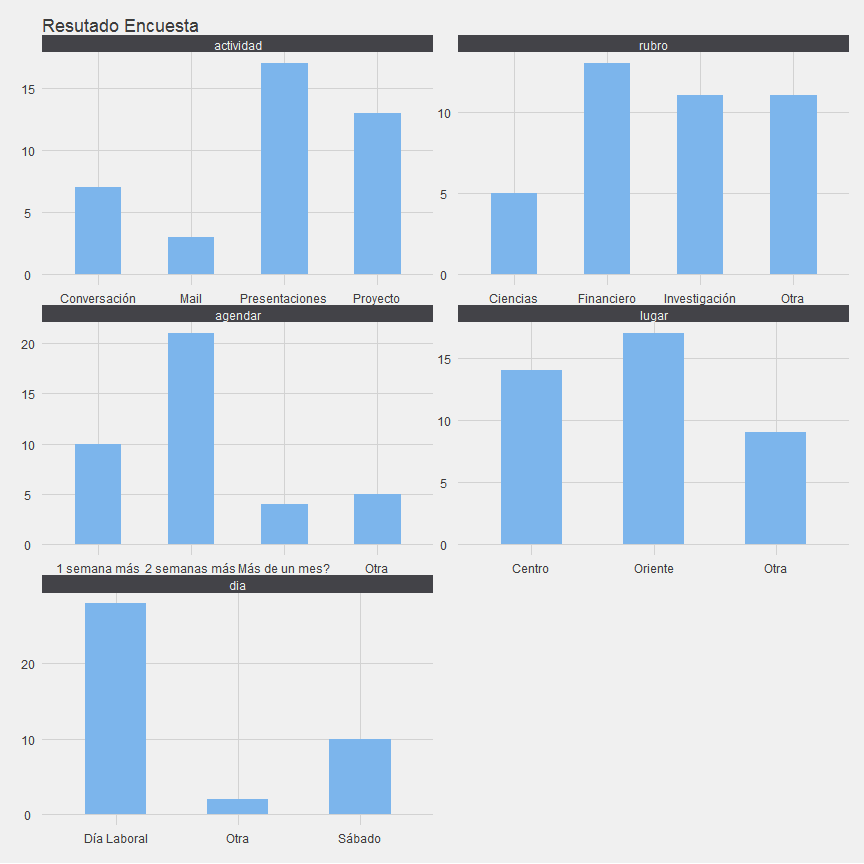 Resutado Encuesta
actividad
15
10
5
0
Conversación Mail Presentaciones Proyecto
rubro
10
5
0
Ciencias Financiero Investigación Otra
agendar
20
15
10
5
0
1 semana más 2 semanas más Más de un mes? Otra
lugar
15
10
5
0
Centro Oriente Otra
dia
20
10
0
Día Laboral Otra Sábado